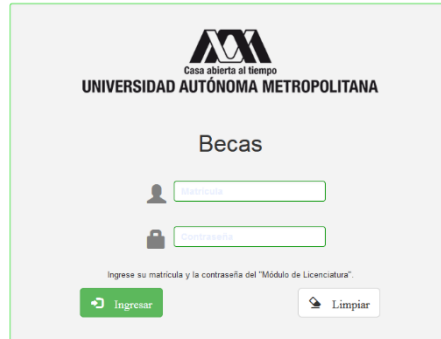 Casa abierta al tiempo
UNIVERSIDAD AUTÓNOMA METROPOLITANA
Becas
Matricula
Contraseña
Ingrese su matrícula y la contraseña del "Módulo de Licenciatura".
Ingresar
Limpiar